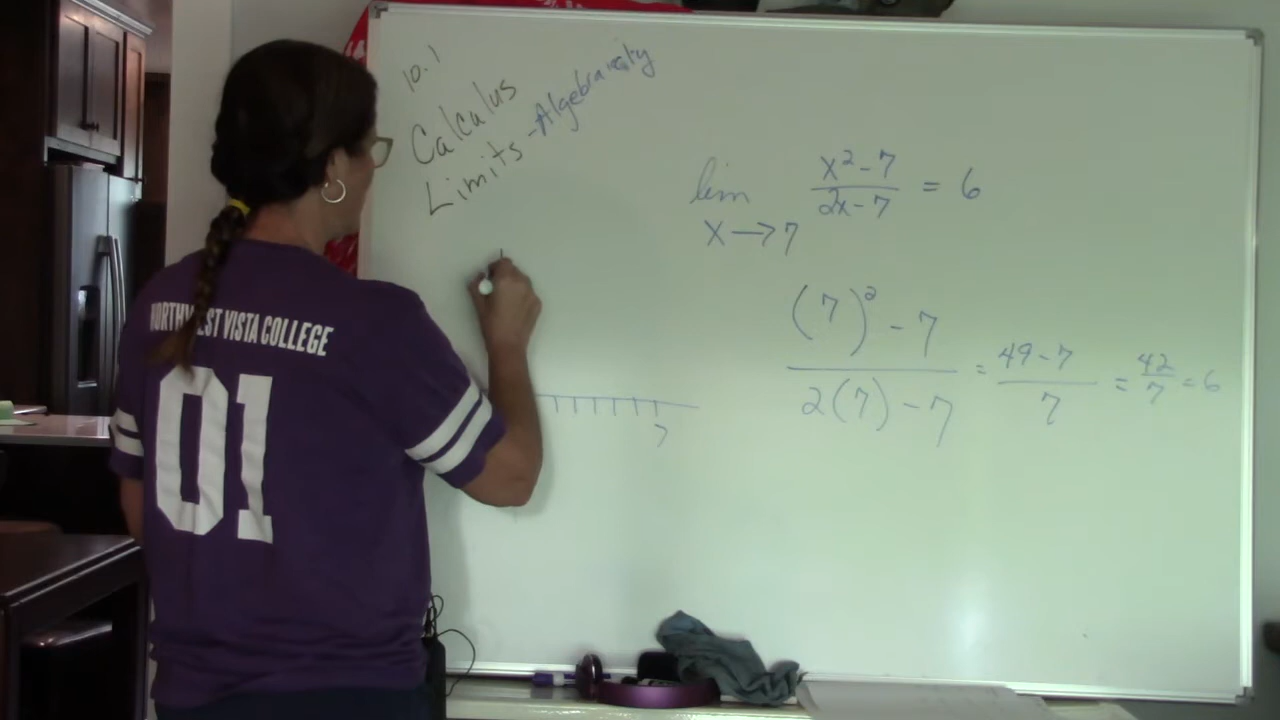 10.1
Calculus
Limits - Algebraically
lim x→7 x² - 7 / 2x - 7 = 6
(7)² - 7 / 2(7) - 7 = 49 - 7 / 7 = 42 / 7 = 6
7
NORTHWEST VISTA COLLEGE
01